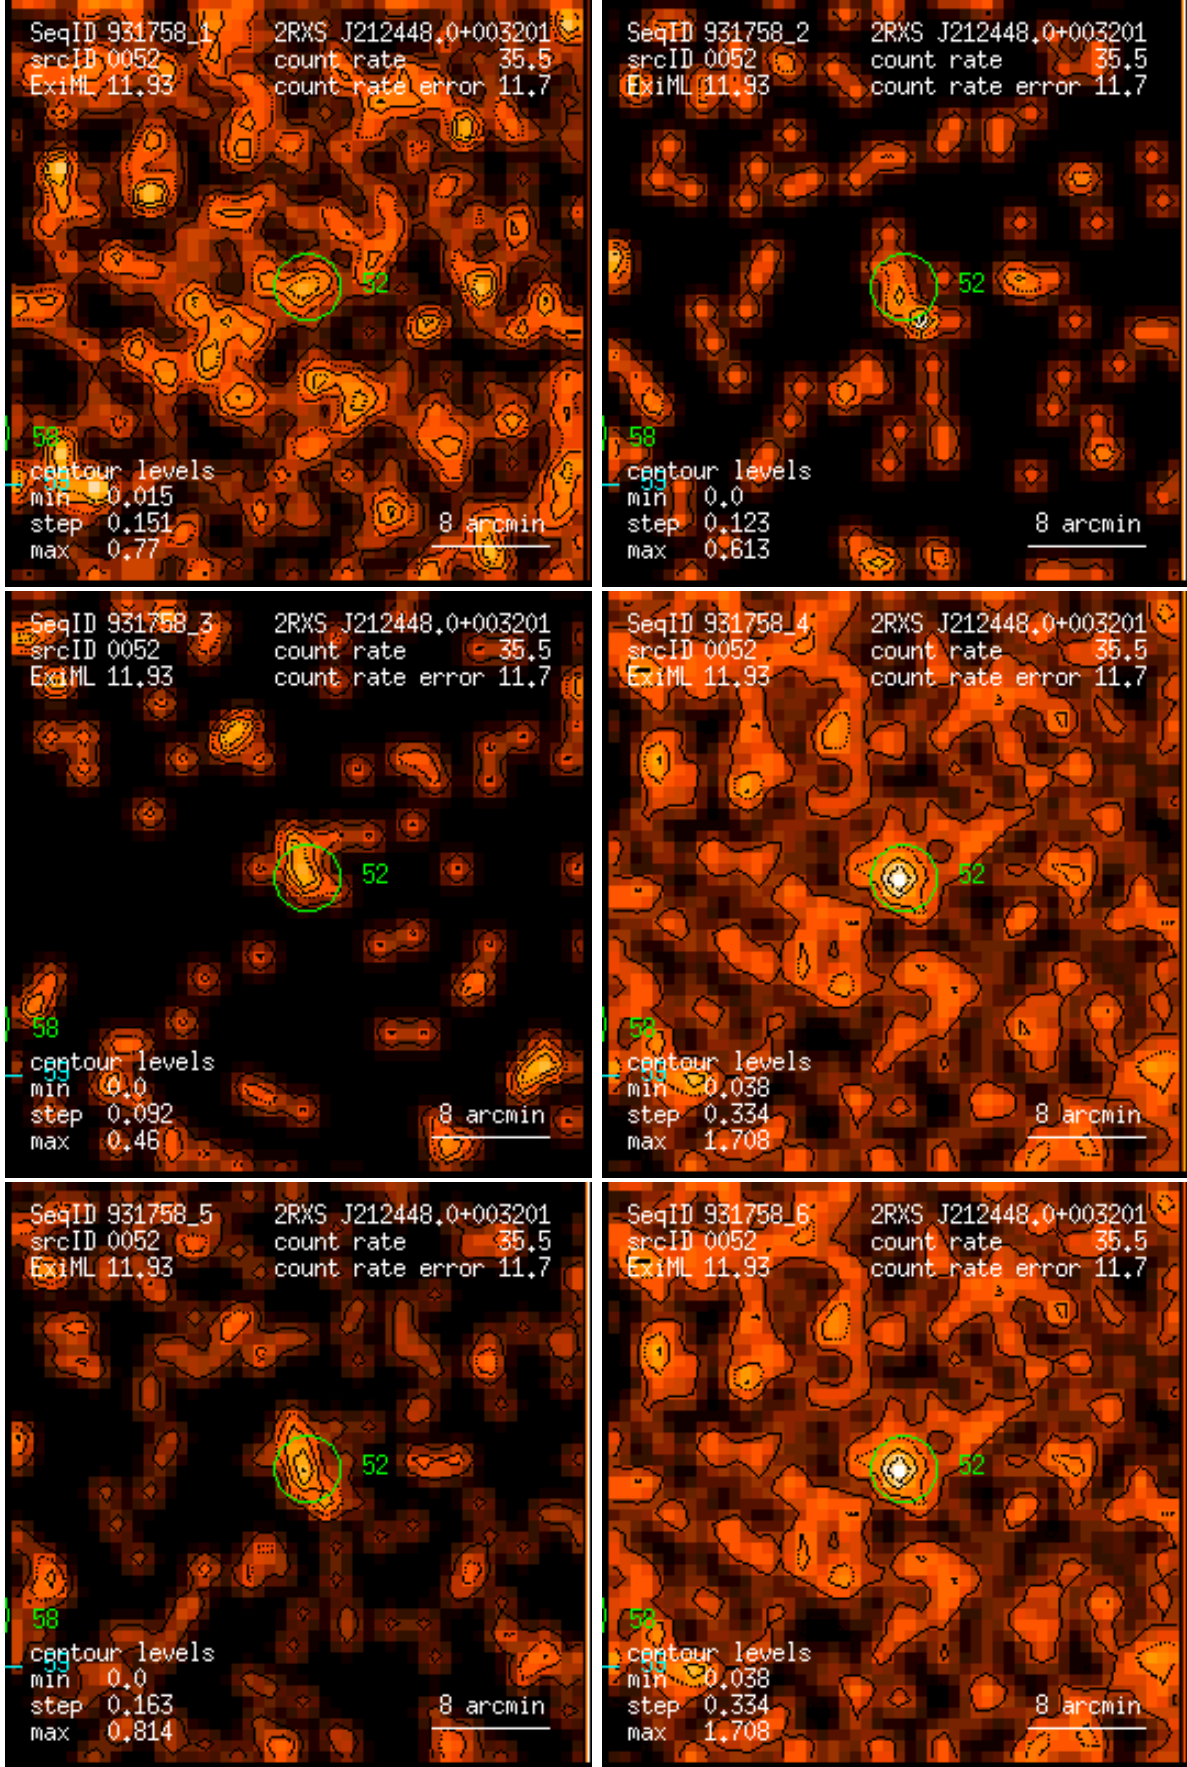 SeqID 931758_1 2RXS J212448.0+003201
srcID 0052 count rate 35.5
ExiML 11.93 count rate error 11.7
52
58
contour levels
min 0.015
step 0.151 8 arcmin
max 0.77
SeqID 931758_2 2RXS J212448.0+003201
srcID 0052 count rate 35.5
ExiML 11.93 count rate error 11.7
52
58
contour levels
min 0.0
step 0.123 8 arcmin
max 0.613
SeqID 931758_3 2RXS J212448.0+003201
srcID 0052 count rate 35.5
ExiML 11.93 count rate error 11.7
52
58
contour levels
min 0.0
step 0.092 8 arcmin
max 0.46
SeqID 931758_4 2RXS J212448.0+003201
srcID 0052 count rate 35.5
ExiML 11.93 count rate error 11.7
52
58
contour levels
min 0.038
step 0.334 8 arcmin
max 1.708
SeqID 931758_5 2RXS J212448.0+003201
srcID 0052 count rate 35.5
ExiML 11.93 count rate error 11.7
52
58
contour levels
min 0.0
step 0.163 8 arcmin
max 0.814
SeqID 931758_6 2RXS J212448.0+003201
srcID 0052 count rate 35.5
ExiML 11.93 count rate error 11.7
52
58
contour levels
min 0.038
step 0.334 8 arcmin
max 1.708